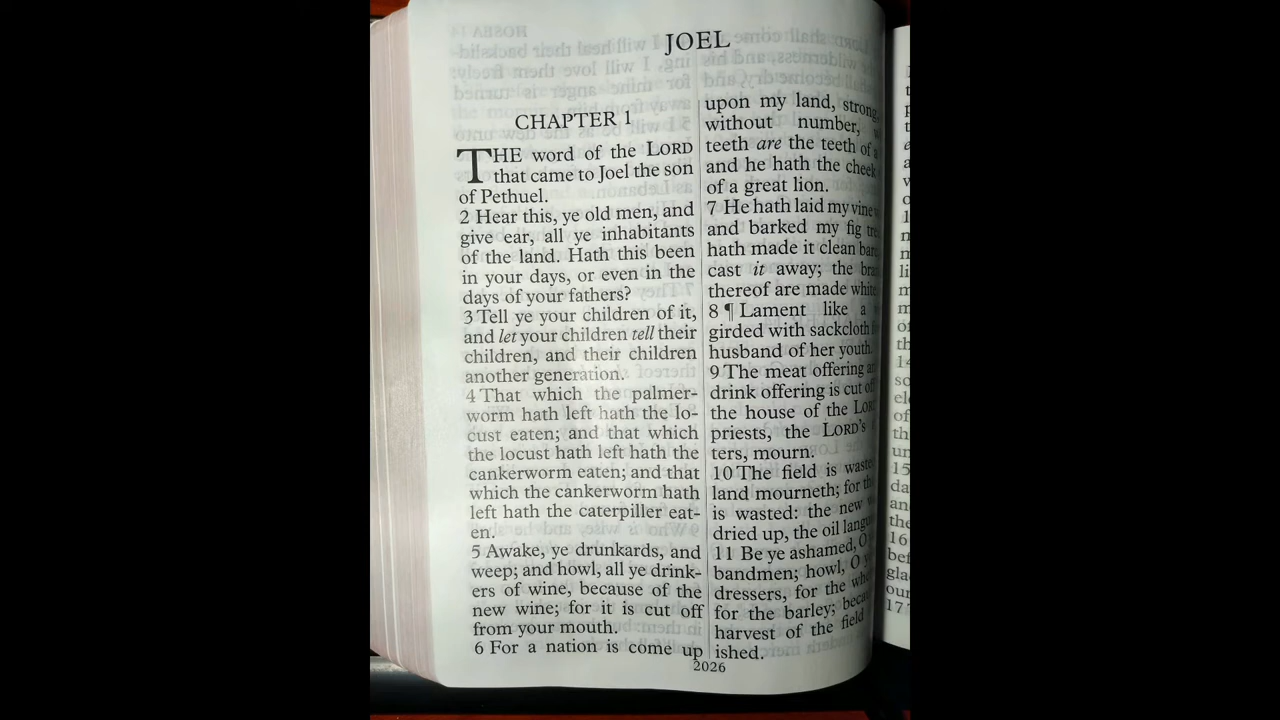 JOEL
CHAPTER 1
THE word of the LORD
that came to Joel the son
of Pethuel.
2 Hear this, ye old men, and
give ear, all ye inhabitants
of the land. Hath this been
in your days, or even in the
days of your fathers?
3 Tell ye your children of it,
and let your children tell their
children, and their children
another generation.
4 That which the palmer-
worm hath left hath the lo-
cust eaten; and that which
the locust hath left hath the
cankerworm eaten; and that
which the cankerworm hath
left hath the caterpiller eat-
en.
5 Awake, ye drunkards, and
weep; and howl, all ye drink-
ers of wine, because of the
new wine; for it is cut off
from your mouth.
6 For a nation is come up
upon my land, strong,
without number,
teeth are the teeth of a
and he hath the cheek
of a great lion.
7 He hath laid my vine
and barked my fig
hath made it clean
cast it away; the
thereof are made white
8 ¶ Lament like a
girded with sackcloth
husband of her youth.
9 The meat offering
drink offering is cut
the house of the
priests, the LORD'S
ters, mourn.
10 The field is
land mourneth; for
is wasted: the new
dried up, the oil
11 Be ye ashamed, O
bandmen; howl, O
dressers, for the
for the barley;
harvest of the field
ished.
2026